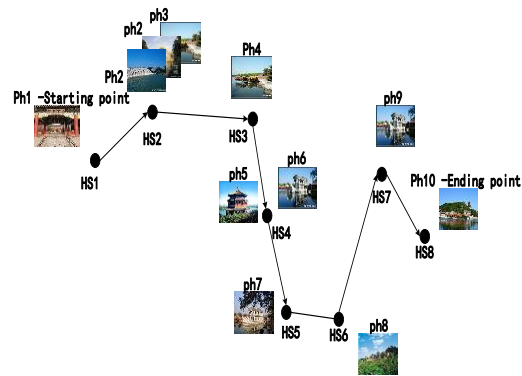 ph3
ph2
Ph2
Ph4
Ph1 -Starting point
HS2
HS3
HS1
ph9
ph6
ph5
Ph10 -Ending point
HS7
HS4
HS8
ph7
HS5
HS6
ph8